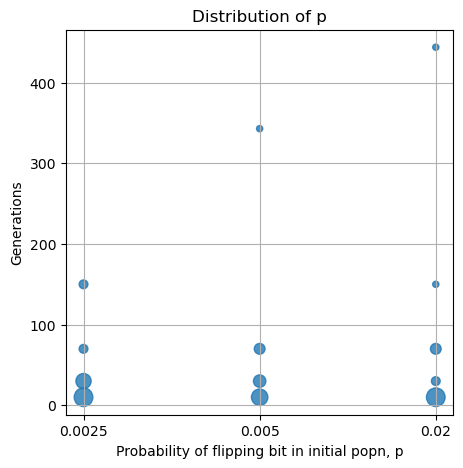 Distribution of p
400
300
200
100
0
Generations
0.0025 0.005 0.02
Probability of flipping bit in initial popn, p